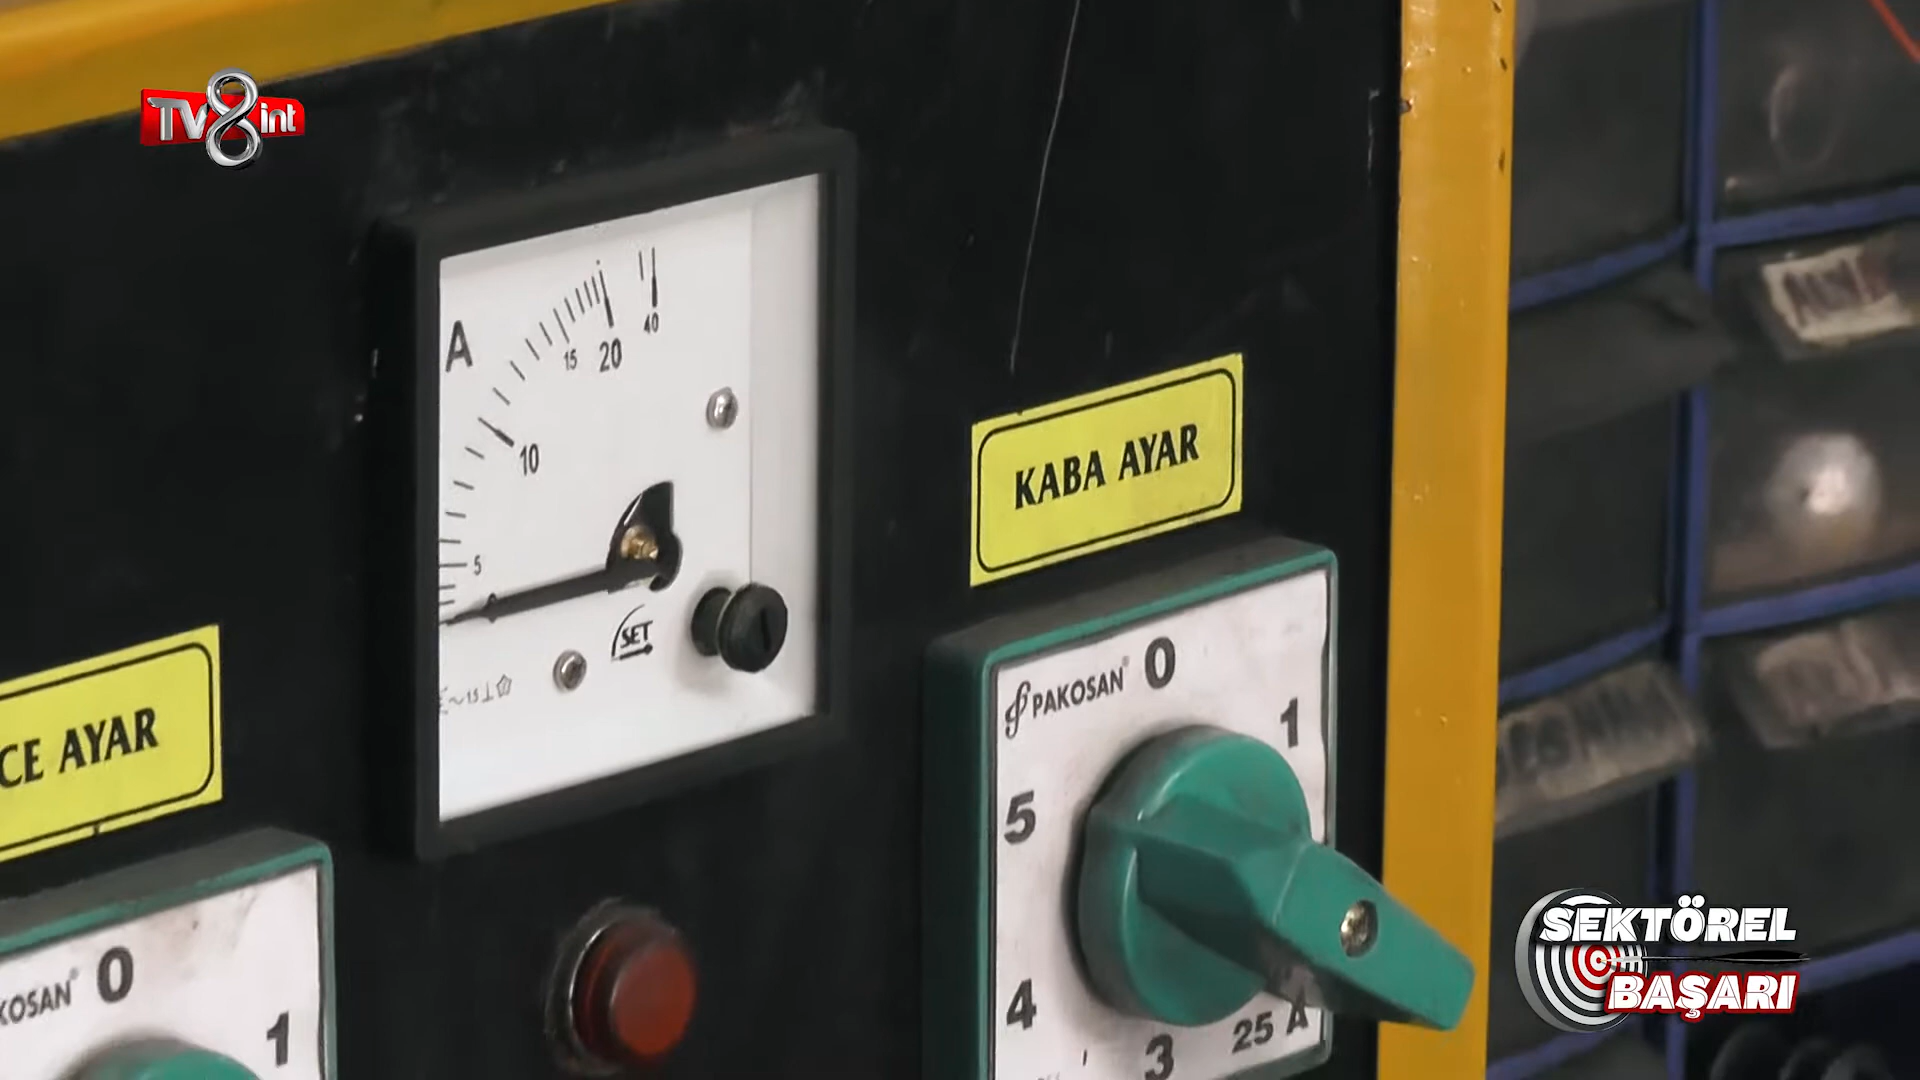 TV8int
A
15
20
40
10
5
0
SET
KABA AYAR
CE AYAR
PAKOSAN
0
1
5
4
3
25 A
KOSAN
0
1
SEKTÖREL
BAŞARI